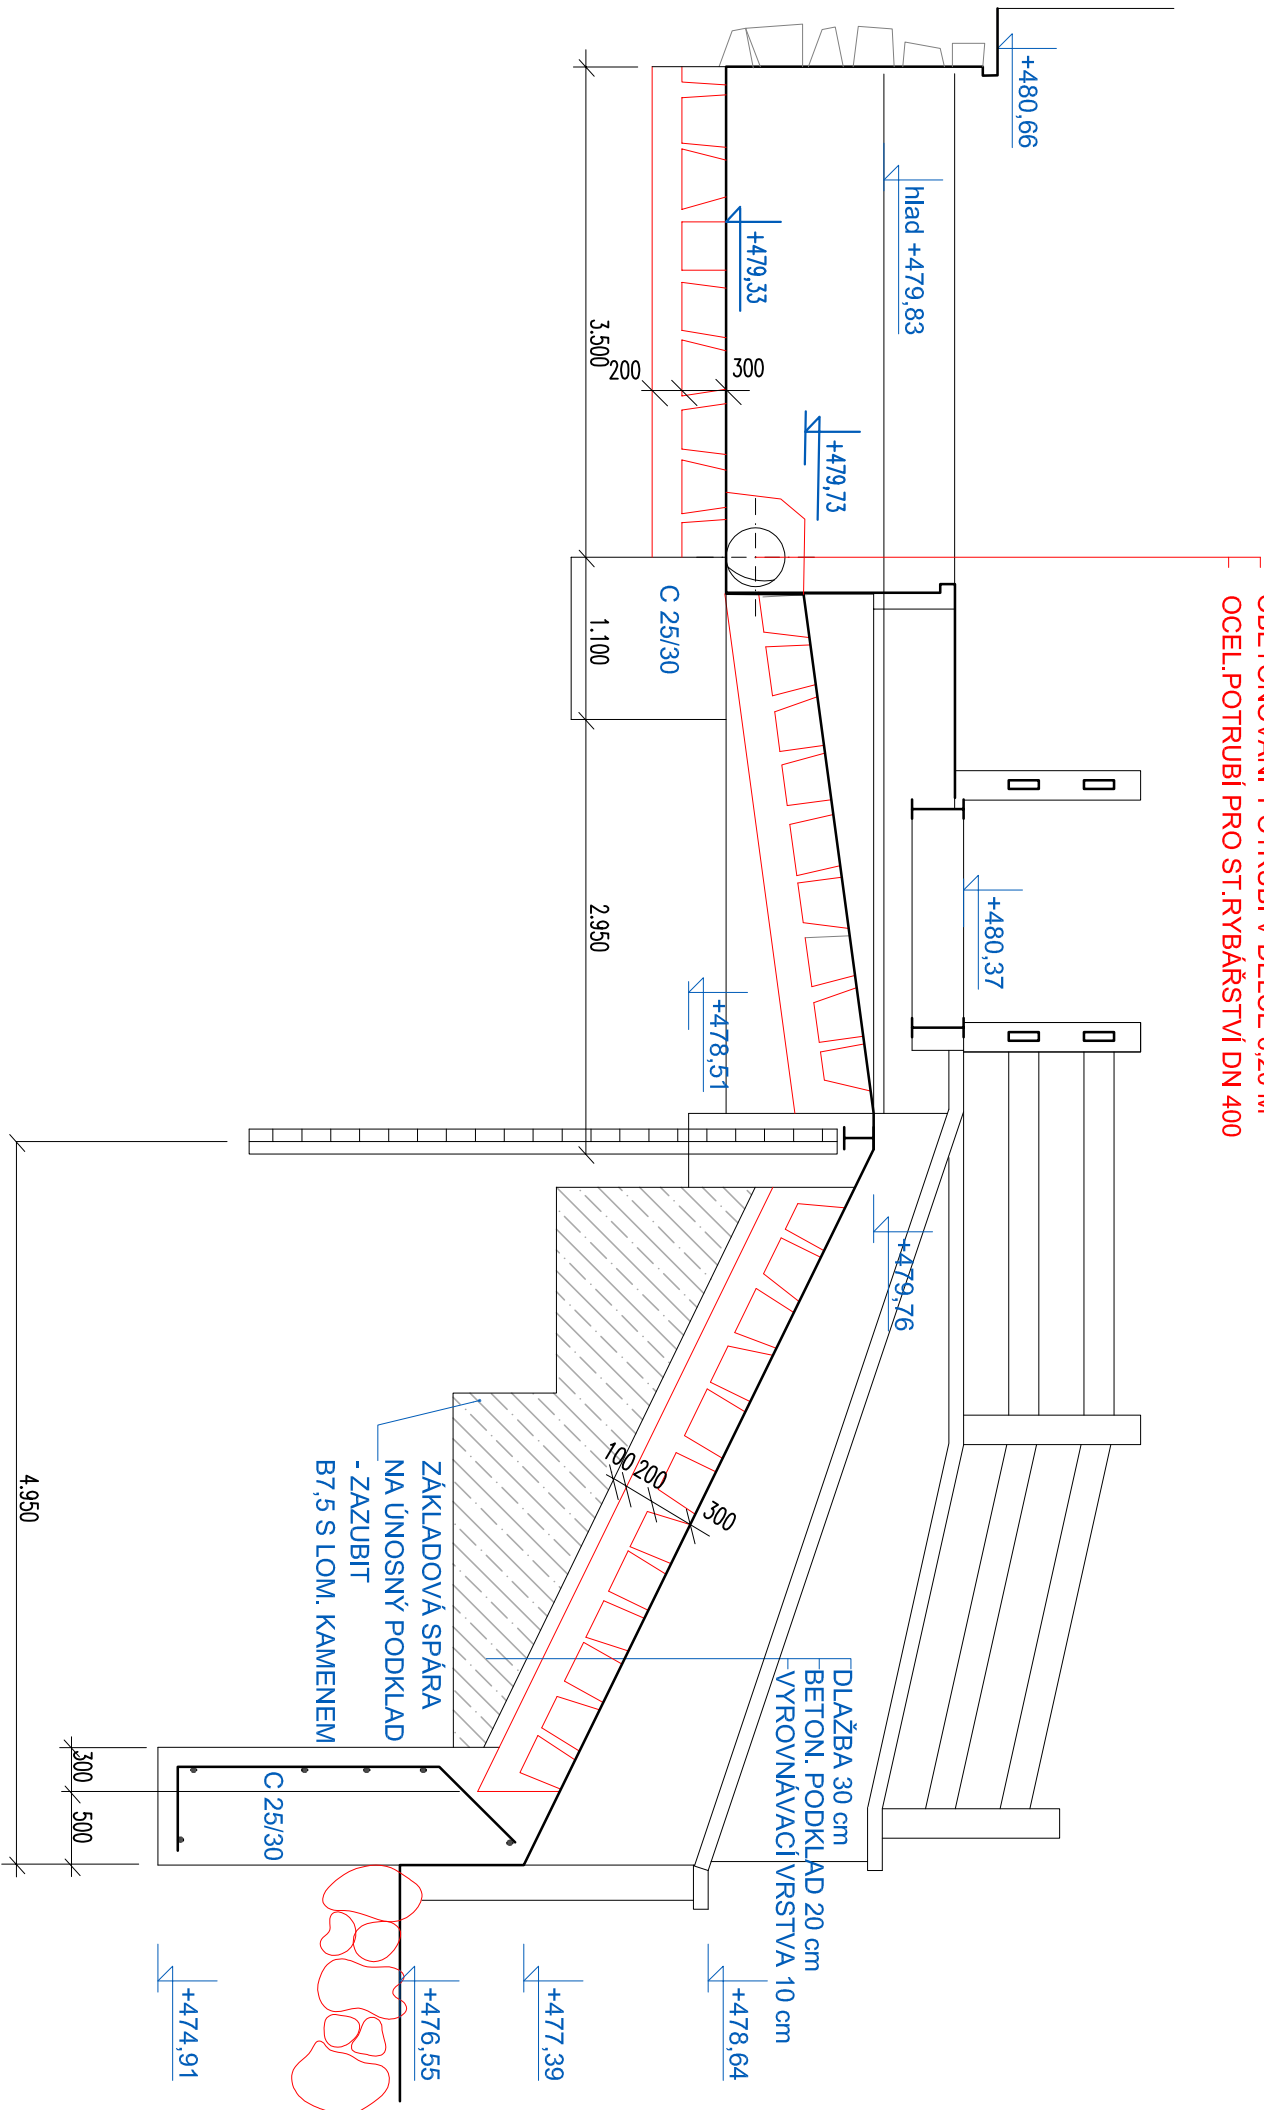 OCEL.POTRUBÍ PRO ST.RYBÁŘSTVÍ DN 400
+480,66
hlad +479,83
+479,33
+479,73
300
200
3.500
C 25/30
1.100
2.950
+480,37
+478,51
+479,76
100
200
300
ZÁKLADOVÁ SPÁRA
NA ÚNOSNÝ PODKLAD
- ZAZUBIT
B7,5 S LOM. KAMENEM
DLAŽBA 30 cm
BETON. PODKLAD 20 cm
VYROVNÁVACÍ VRSTVA 10 cm
4.950
300
500
C 25/30
+478,64
+477,39
+476,55
+474,91